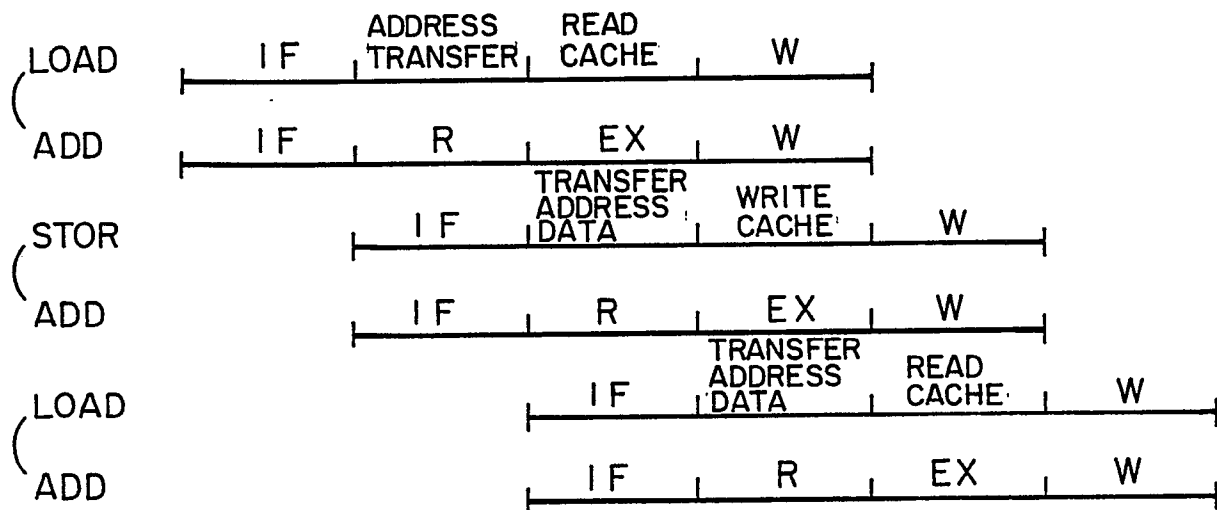 LOAD IF ADDRESS TRANSFER READ CACHE W
ADD IF R EX W
STOR IF TRANSFER ADDRESS DATA WRITE CACHE W
ADD IF R EX W
LOAD IF TRANSFER ADDRESS DATA READ CACHE W
ADD IF R EX W